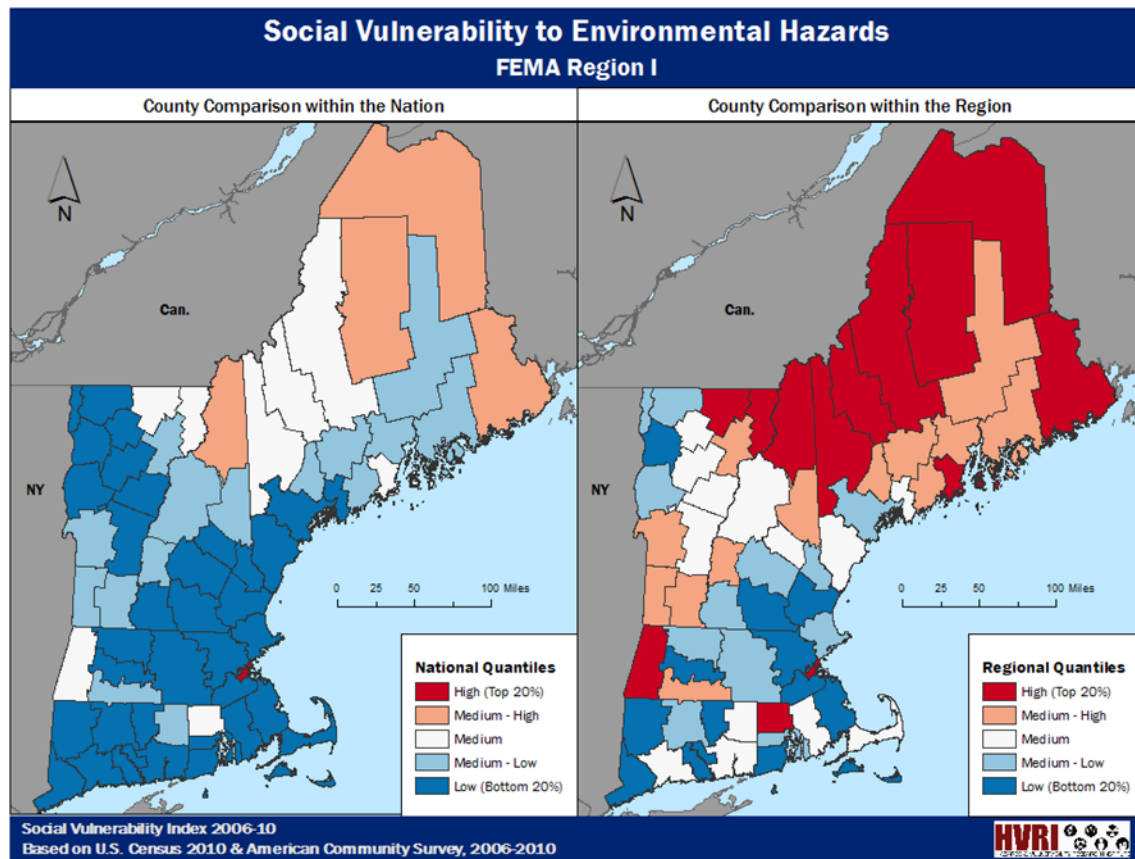 Social Vulnerability to Environmental Hazards
FEMA Region I
County Comparison within the Nation
County Comparison within the Region
N
Can.
NY
0 50 100 Miles
National Quantiles
High (Top 20%)
Medium - High
Medium
Medium - Low
Low (Bottom 20%)
N
Can.
NY
0 50 100 Miles
Regional Quantiles
High (Top 20%)
Medium - High
Medium
Medium - Low
Low (Bottom 20%)
Social Vulnerability Index 2006-10
Based on U.S. Census 2010 & American Community Survey, 2006-2010
HVRI